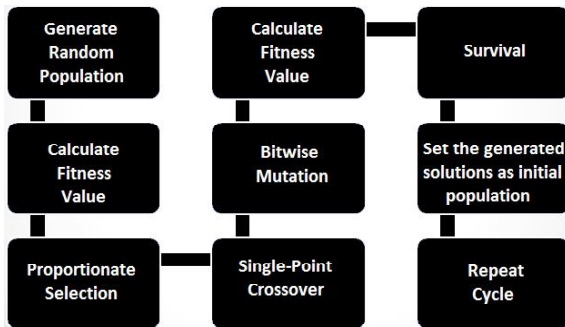 Generate
Random
Population
Calculate
Fitness
Value
Proportionate
Selection
Single-Point
Crossover
Bitwise
Mutation
Calculate
Fitness
Value
Survival
Set the generated
solutions as initial
population
Repeat
Cycle